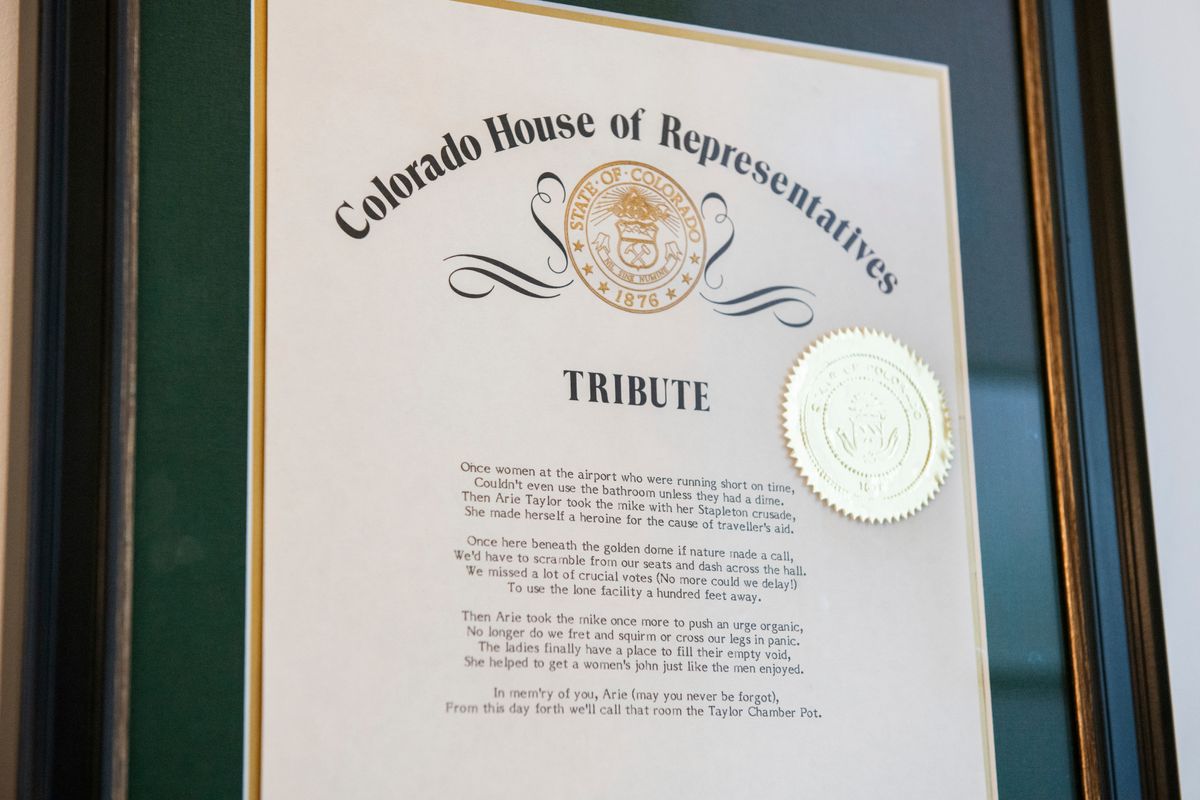 Colorado House of Representatives
STATE·OF·COLORADO
NIL SINE NUMINE
1876
TRIBUTE
OF COLORADO
Once women at the airport who were running short on time,
Couldn't even use the bathroom unless they had a dime.
Then Arie Taylor took the mike with her Stapleton crusade,
She made herself a heroine for the cause of traveller's aid.
Once here beneath the golden dome if nature made a call,
We'd have to scramble from our seats and dash across the hall.
We missed a lot of crucial votes (No more could we delay!)
To use the lone facility a hundred feet away.
Then Arie took the mike once more to push an urge organic,
No longer do we fret and squirm or cross our legs in panic.
The ladies finally have a place to fill their empty void,
She helped to get a women's john just like the men enjoyed.
In mem'ry of you, Arie (may you never be forgot),
From this day forth we'll call that room the Taylor Chamber Pot.